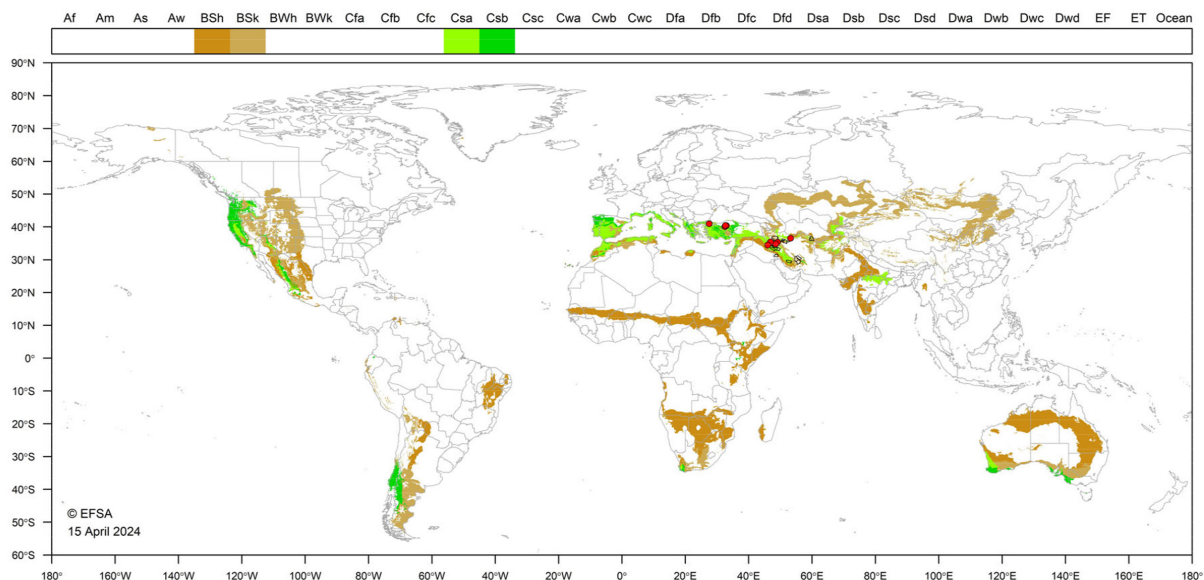 Af Am As Aw BSh BSk BWh BWk Cfa Cfb Cfc Csa Csb Csc Cwa Cwb Cwc Dfa Dfb Dfc Dfd Dsa Dsb Dsc Dsd Dwa Dwb Dwc Dwd EF ET Ocean
90°N
80°N
70°N
60°N
50°N
40°N
30°N
20°N
10°N
0°
10°S
20°S
30°S
40°S
50°S
60°S
© EFSA
15 April 2024
180° 160°W 140°W 120°W 100°W 80°W 60°W 40°W 20°W 0° 20°E 40°E 60°E 80°E 100°E 120°E 140°E 160°E 180°